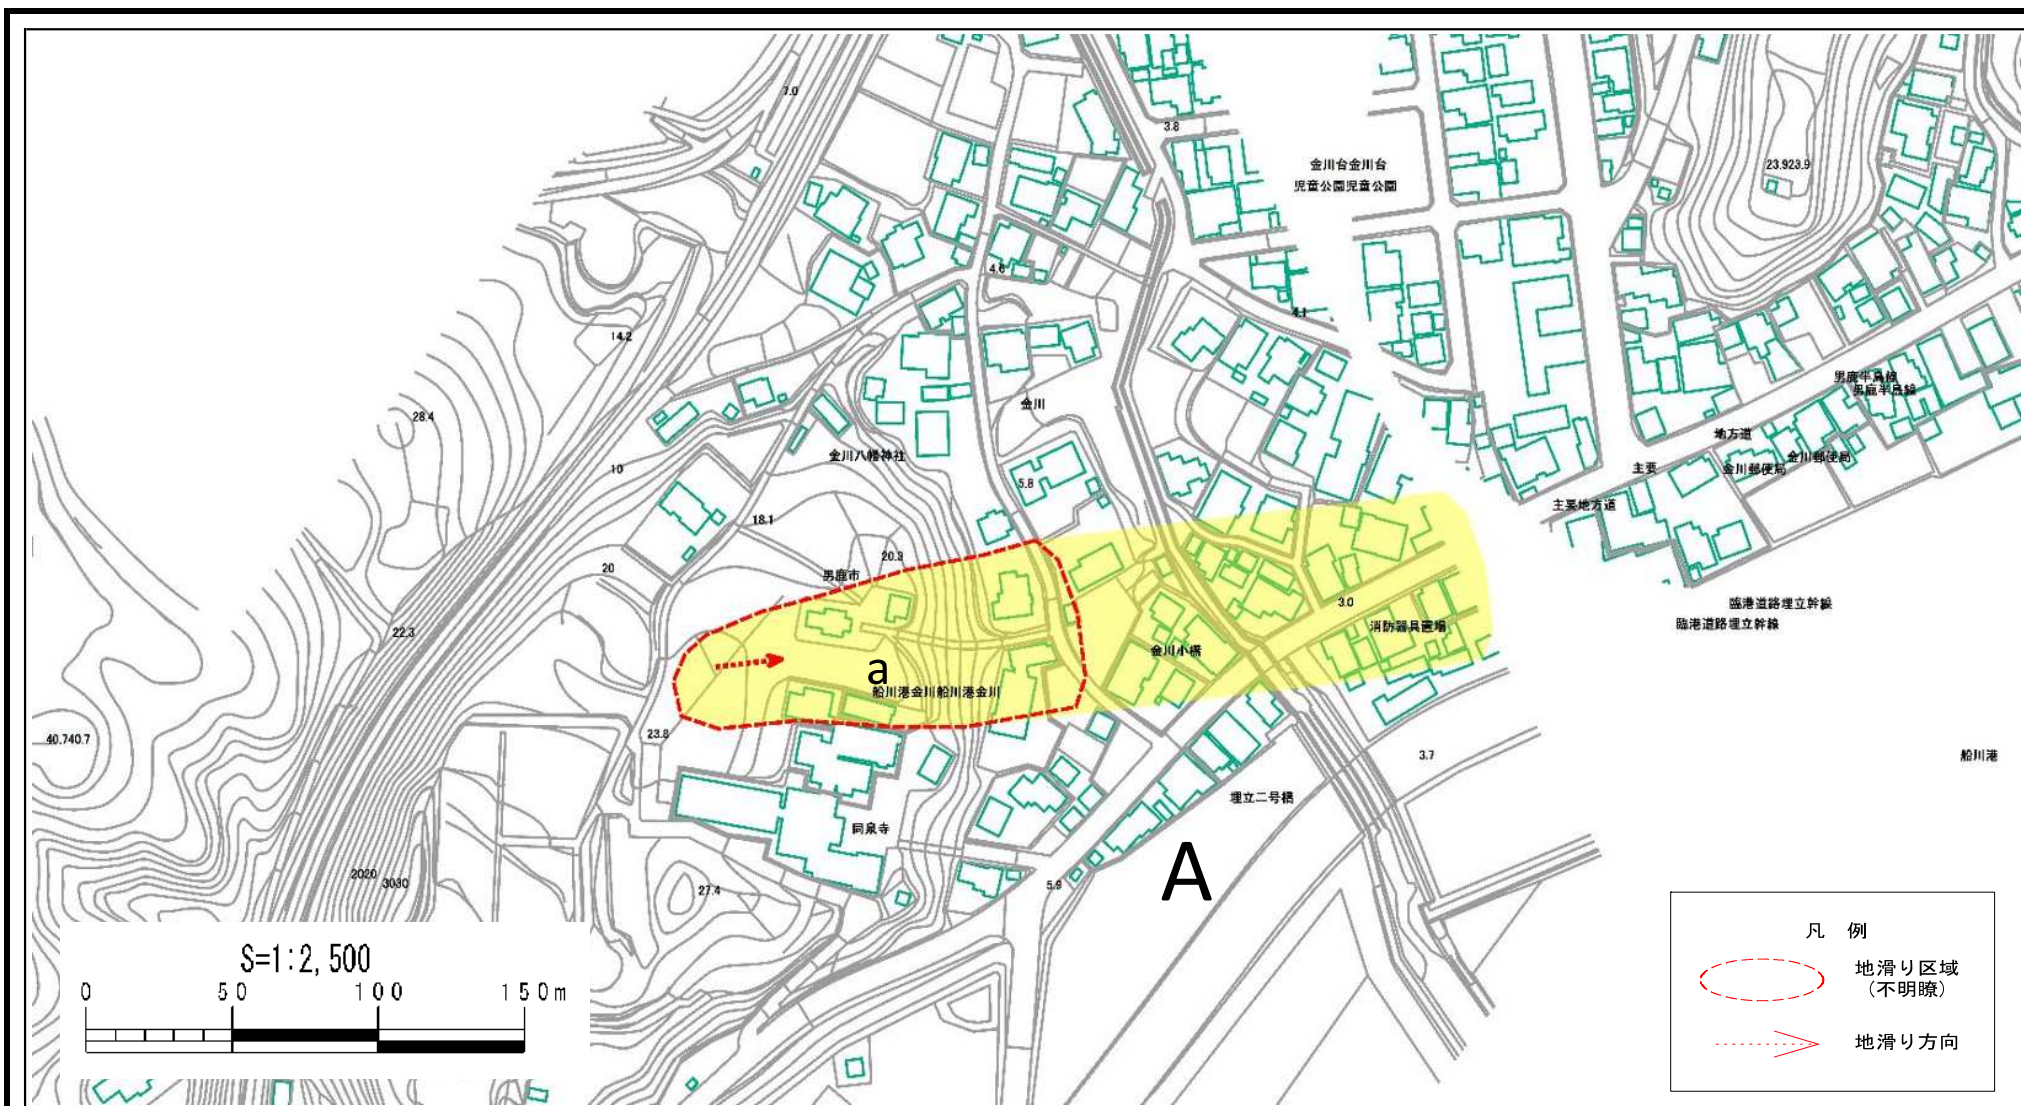 7.0
3.8
金川台金川台
児童公園児童公園
23.923.9
4.6
4.1
14.2
男鹿半島線
男鹿半島線
28.4
金川
地方道
金川八幡神社
金川郵便局
10
主要
金川郵便局
5.8
主要地方道
18.1
20.3
20
男鹿市
3.0
臨港道路埋立幹線
22.3
消防器具置場
臨港道路埋立幹線
金川小橋
a
船川港金川船川港金川
23.8
40.740.7
3.7
船川港
埋立二号橋
同泉寺
A
2020
3030
27.4
5.9
S=1:2,500
0 50 100 150m
凡 例
地滑り区域
(不明瞭)
地滑り方向